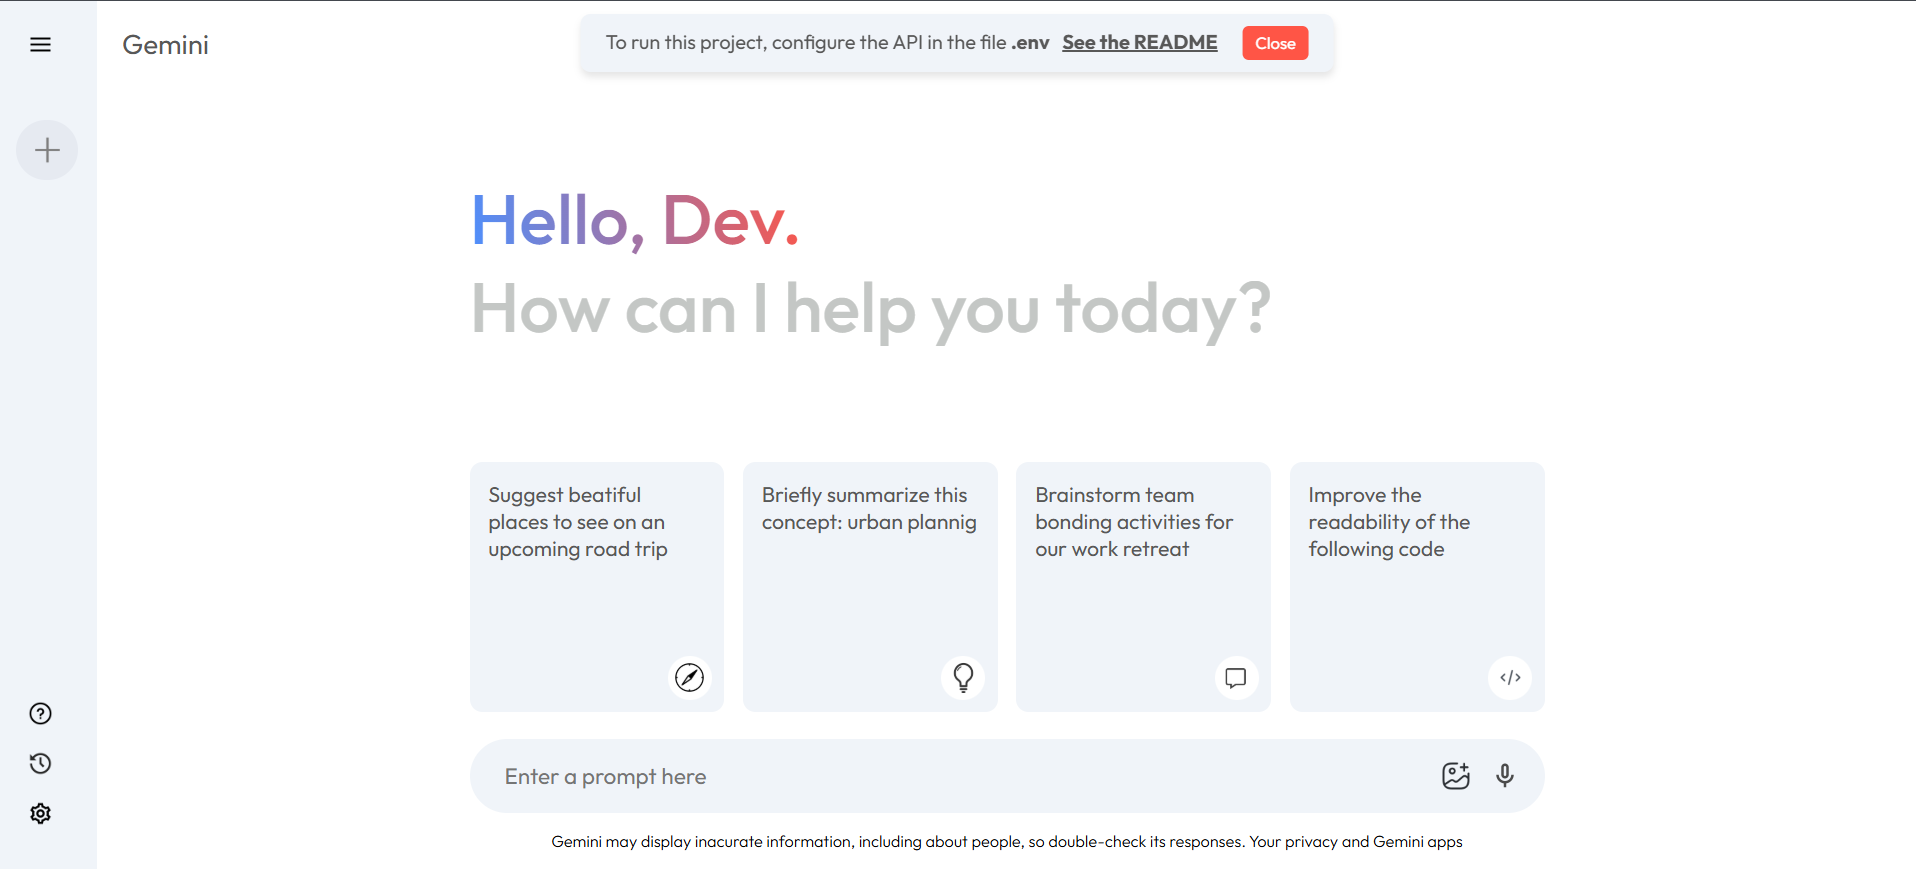 Gemini
To run this project, configure the API in the file .env See the README Close
Hello, Dev.
How can I help you today?
Suggest beatiful
places to see on an
upcoming road trip
Briefly summarize this
concept: urban plannig
Brainstorm team
bonding activities for
our work retreat
Improve the
readability of the
following code
Enter a prompt here
Gemini may display inacurate information, including about people, so double-check its responses. Your privacy and Gemini apps